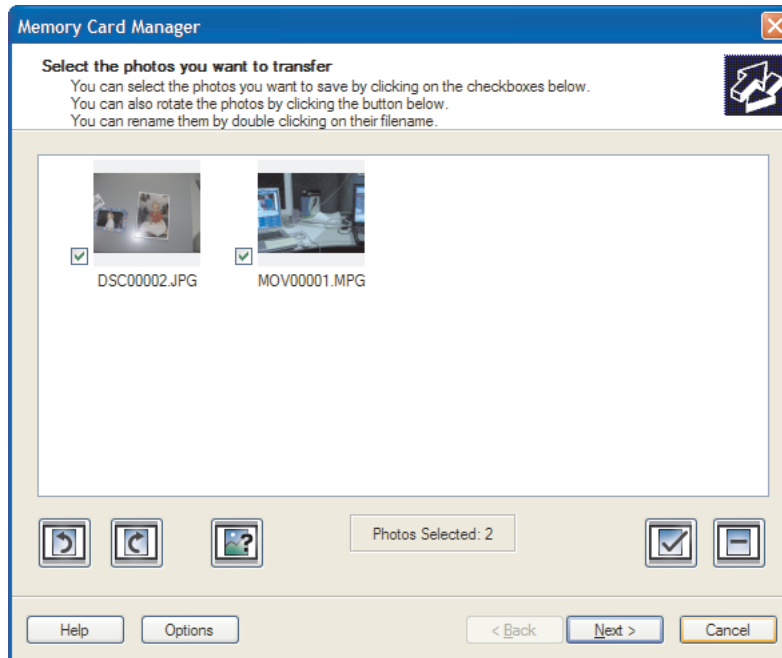 Memory Card Manager
Select the photos you want to transfer
You can select the photos you want to save by clicking on the checkboxes below.
You can also rotate the photos by clicking the button below.
You can rename them by double clicking on their filename.
DSC00002.JPG MOV00001.MPG
?
Photos Selected: 2
Help Options < Back Next > Cancel